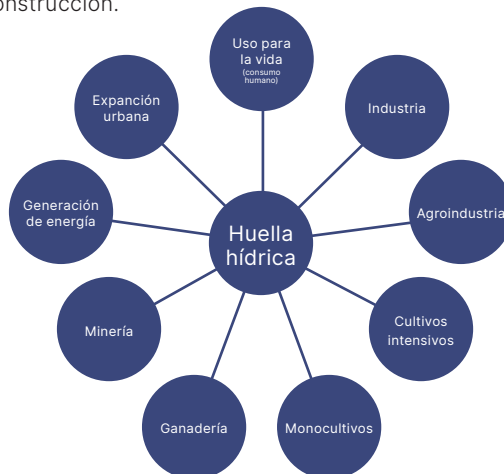 onstrucción.
Uso para
la vida
(consumo
humano)
Expanción
urbana
Industria
Generación
de energía
Agroindustria
Huella
hídrica
Minería
Cultivos
intensivos
Ganadería
Monocultivos